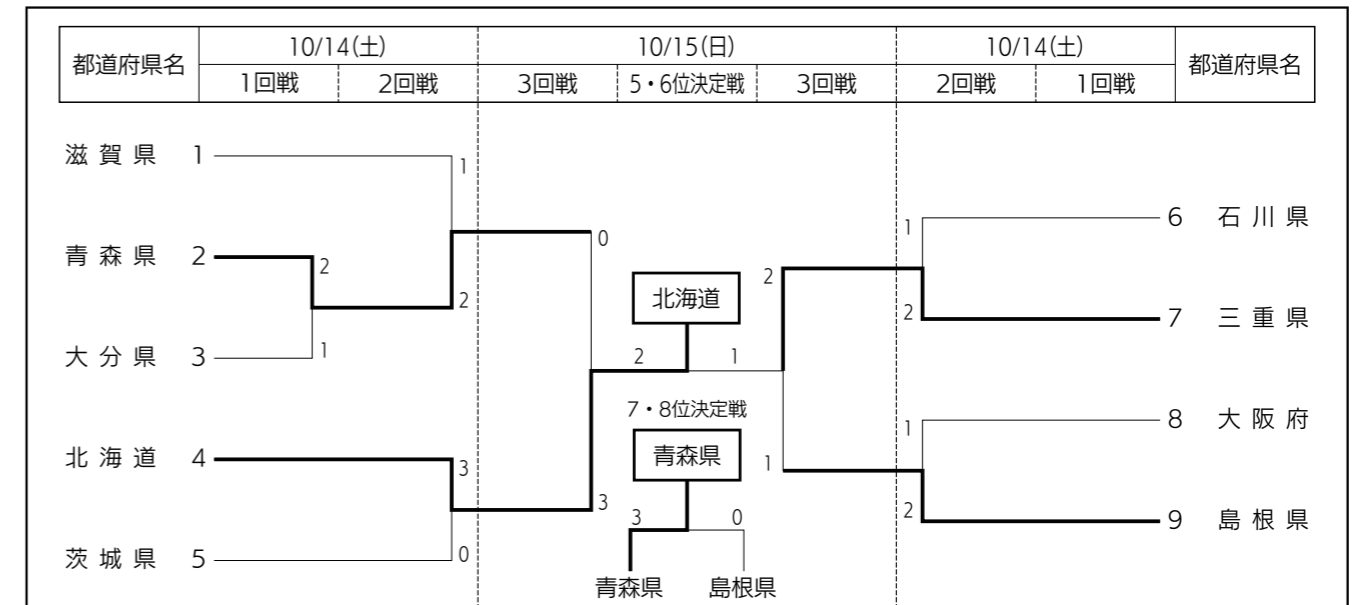 都道府県名 10/14(土) 10/15(日) 10/14(土) 都道府県名
1回戦 2回戦 3回戦 5・6位決定戦 3回戦 2回戦 1回戦
滋賀県 1 1
1 6 石川県
青森県 2 2 0 2
北海道
2 2 7 三重県
大分県 3 1 2 1
7・8位決定戦
1 8 大阪府
北海道 4 3 青森県 1
3 3 0 2 9 島根県
茨城県 5 0
青森県 島根県